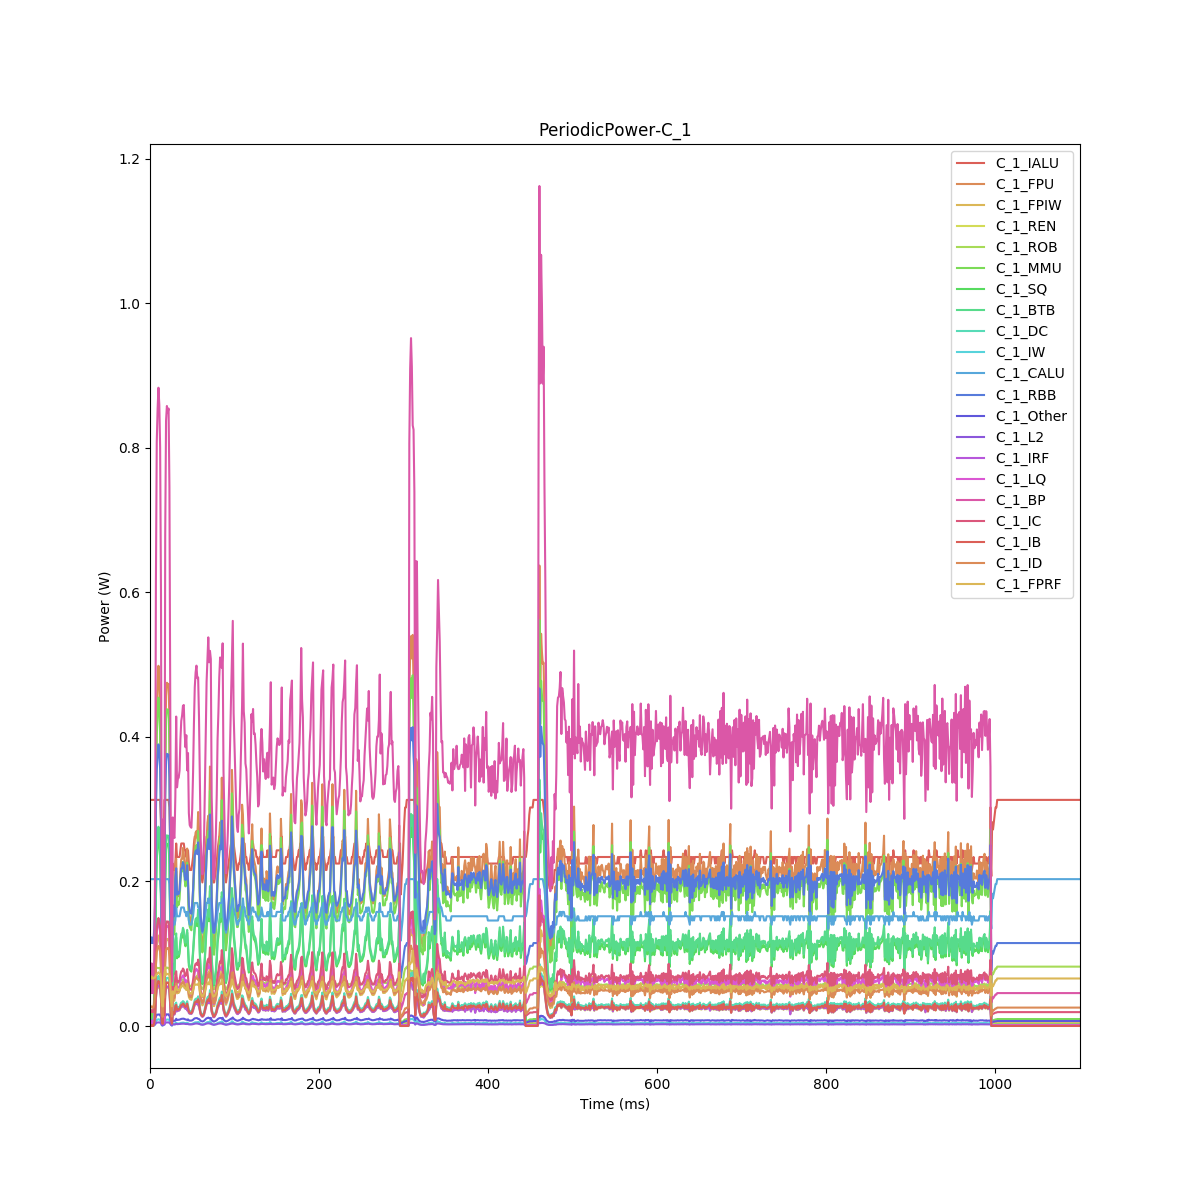 PeriodicPower-C_1
1.2
1.0
0.8
0.6
0.4
0.2
0.0
Power (W)
0
200
400
600
800
1000
Time (ms)
C_1_IALU
C_1_FPU
C_1_FPIW
C_1_REN
C_1_ROB
C_1_MMU
C_1_SQ
C_1_BTB
C_1_DC
C_1_IW
C_1_CALU
C_1_RBB
C_1_Other
C_1_L2
C_1_IRF
C_1_LQ
C_1_BP
C_1_IC
C_1_IB
C_1_ID
C_1_FPRF